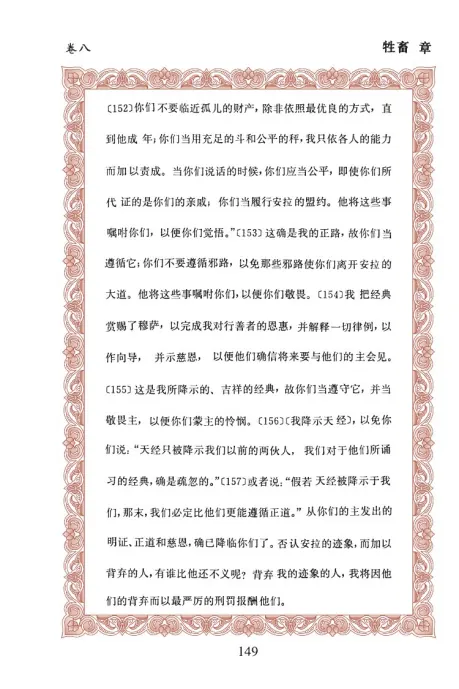 卷八
牲畜 章
〔152〕你们不要临近孤儿的财产，除非依照最优良的方式，直
到他成 年；你们当用充足的斗和公平的秤，我只依各人的能力
而加以责成。当你们说话的时候，你们应当公平，即使你们所
代 证的是你们的亲戚；你们当履行安拉的盟约。他将这些事
嘱咐你们，以便你们觉悟。”〔153〕这确是我的正路，故你们当
遵循它；你们不要遵循邪路，以免那些邪路使你们离开安拉的
大道。他将这些事嘱咐你们，以便你们敬畏。〔154〕我 把经典
赏赐了穆萨，以完成我对行善者的恩惠，并解释一切律例，以
作向导， 并示慈恩， 以便他们确信将来要与他们的主会见。
〔155〕这是我所降示的、吉祥的经典，故你们当遵守它，并当
敬畏主，以便你们蒙主的怜悯。〔156〕（我降示天 经），以免你
们说：“天经只被降示我们以前的两伙人， 我们对于他们所诵
习的经典，确是疏忽的。”〔157〕或者说：“假若 天经被降示于我
们，那末，我们必定比他们更能遵循正道。” 从你们的主发出的
明证、正道和慈恩，确已降临你们了。否认安拉的迹象，而加以
背弃的人，有谁比他还不义呢？背弃 我的迹象的人，我将因他
们的背弃而以最严厉的刑罚报酬他们。
149